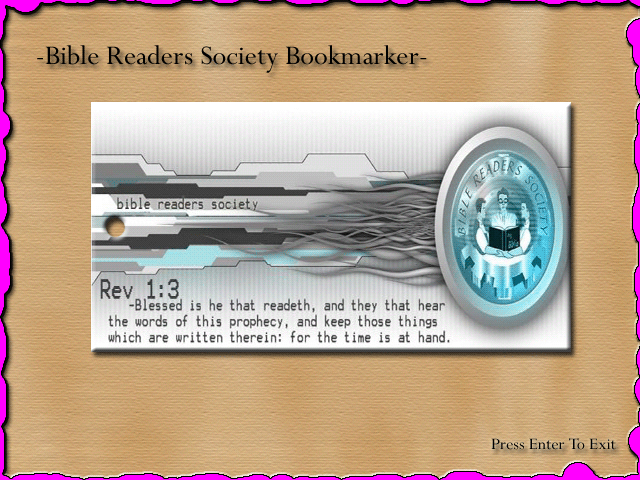 -Bible Readers Society Bookmarker-
BIBLE READERS SOCIETY
bible readers society
Rev 1:3
-Blessed is he that readeth, and they that hear
the words of this prophecy, and keep those things
which are written therein: for the time is at hand.
Press Enter To Exit